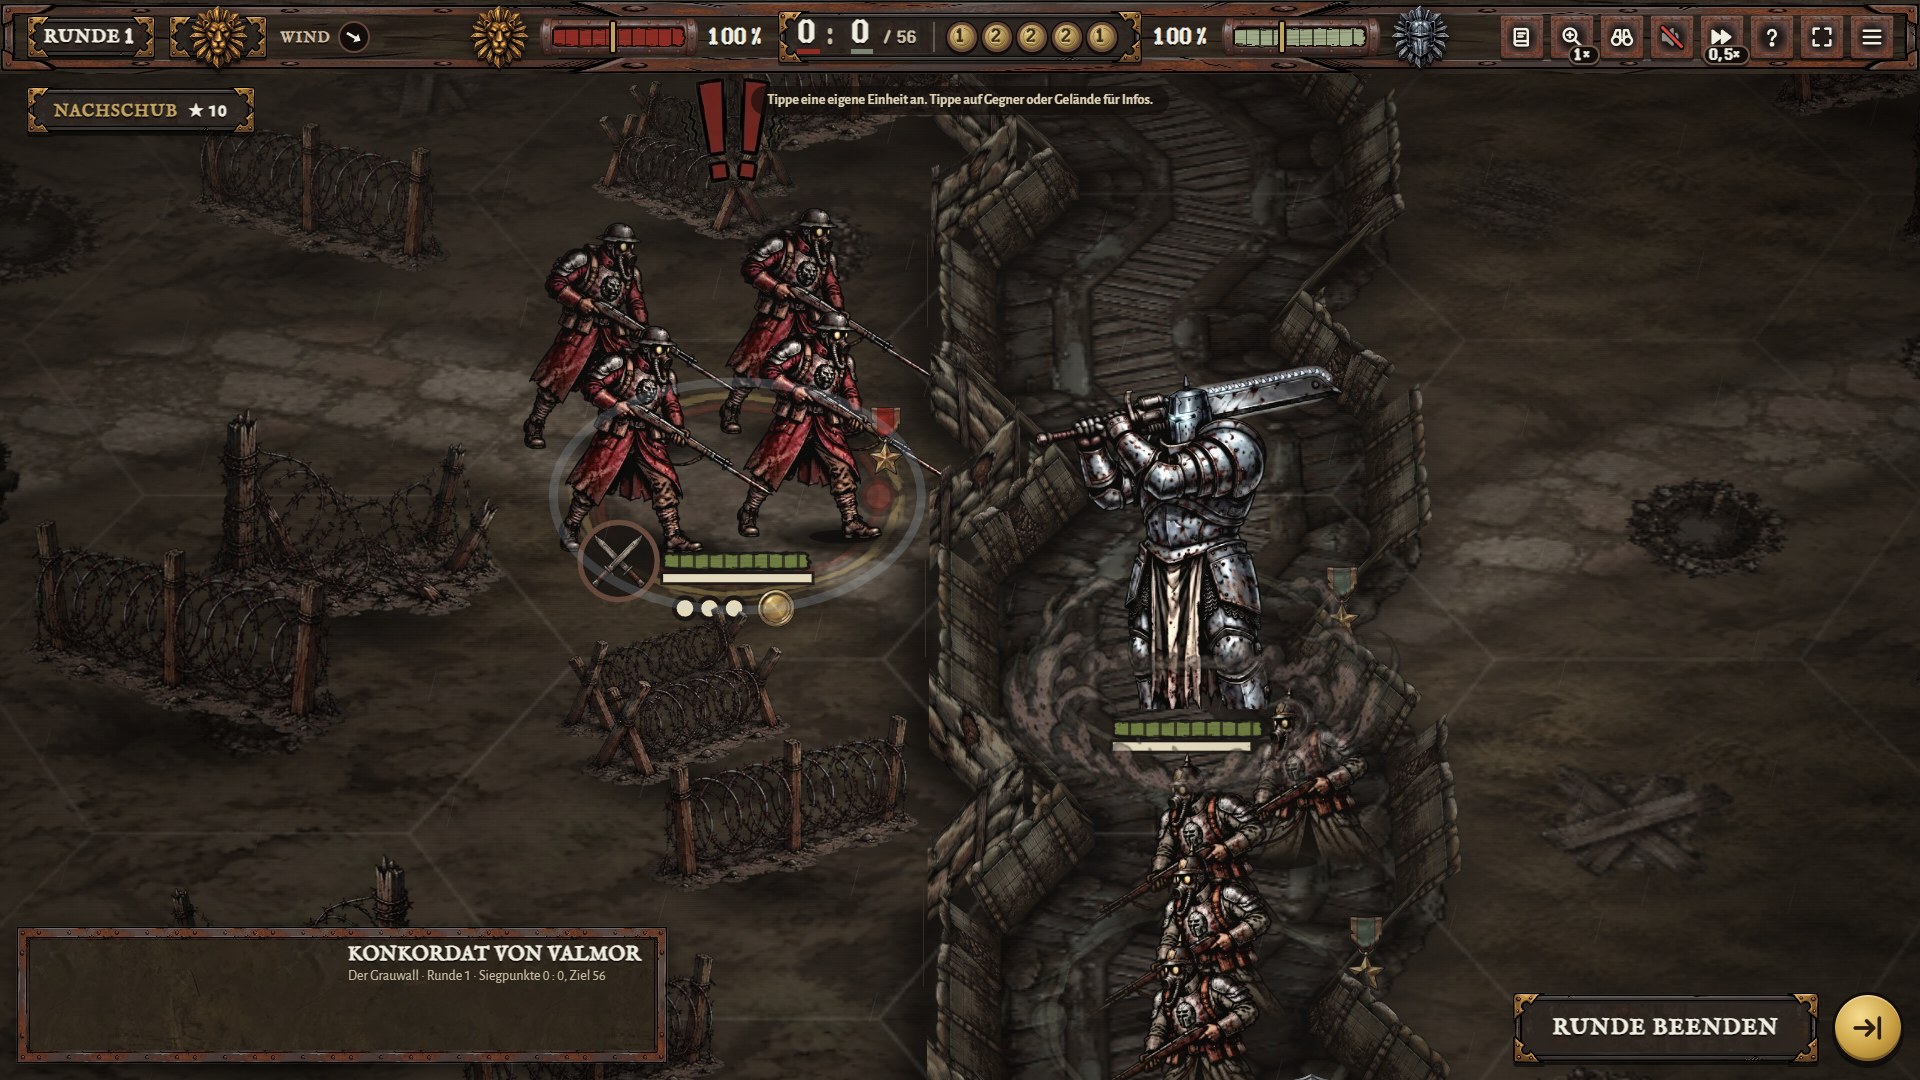 RUNDE 1
WIND
100%
0 : 0 / 56
1 2 2 2 1
100%
1×
0,5×
?
NACHSCHUB ★ 10
Tippe eine eigene Einheit an. Tippe auf Gegner oder Gelände für Infos.
KONKORDAT VON VALMOR
Der Grauwall · Runde 1 · Siegpunkte 0 : 0, Ziel 56
RUNDE BEENDEN